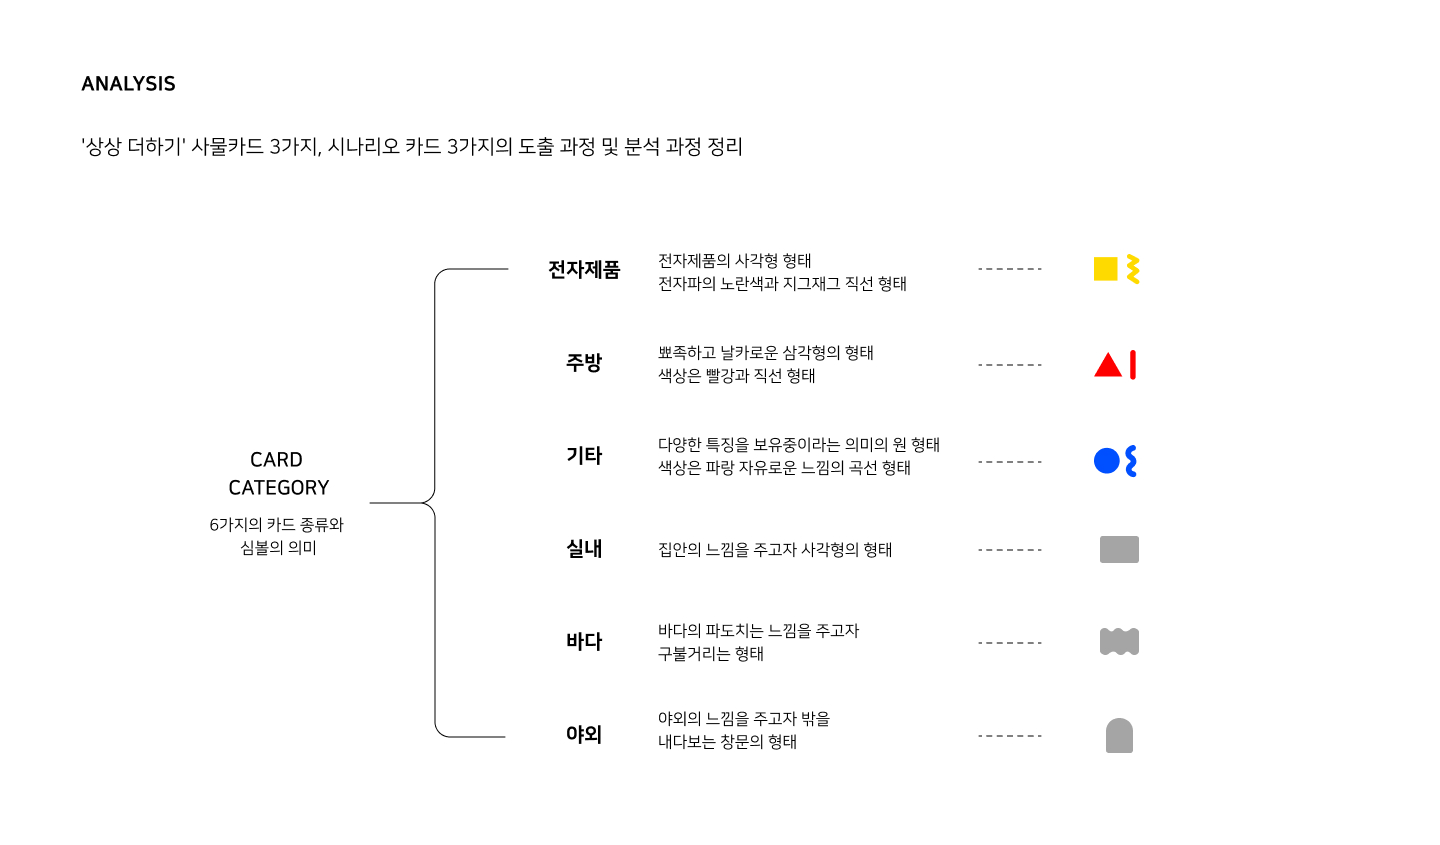 ANALYSIS
'상상 더하기' 사물카드 3가지, 시나리오 카드 3가지의 도출 과정 및 분석 과정 정리
CARD
CATEGORY
6가지의 카드 종류와
심볼의 의미
전자제품
전자제품의 사각형 형태
전자파의 노란색과 지그재그 직선 형태
주방
뾰족하고 날카로운 삼각형의 형태
색상은 빨강과 직선 형태
기타
다양한 특징을 보유중이라는 의미의 원 형태
색상은 파랑 자유로운 느낌의 곡선 형태
실내
집안의 느낌을 주고자 사각형의 형태
바다
바다의 파도치는 느낌을 주고자
구불거리는 형태
야외
야외의 느낌을 주고자 밖을
내다보는 창문의 형태